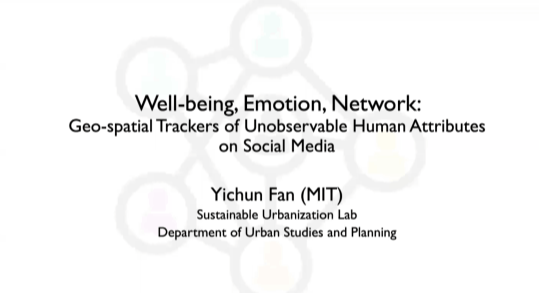 Well-being, Emotion, Network:
Geo-spatial Trackers of Unobservable Human Attributes
on Social Media
Yichun Fan (MIT)
Sustainable Urbanization Lab
Department of Urban Studies and Planning